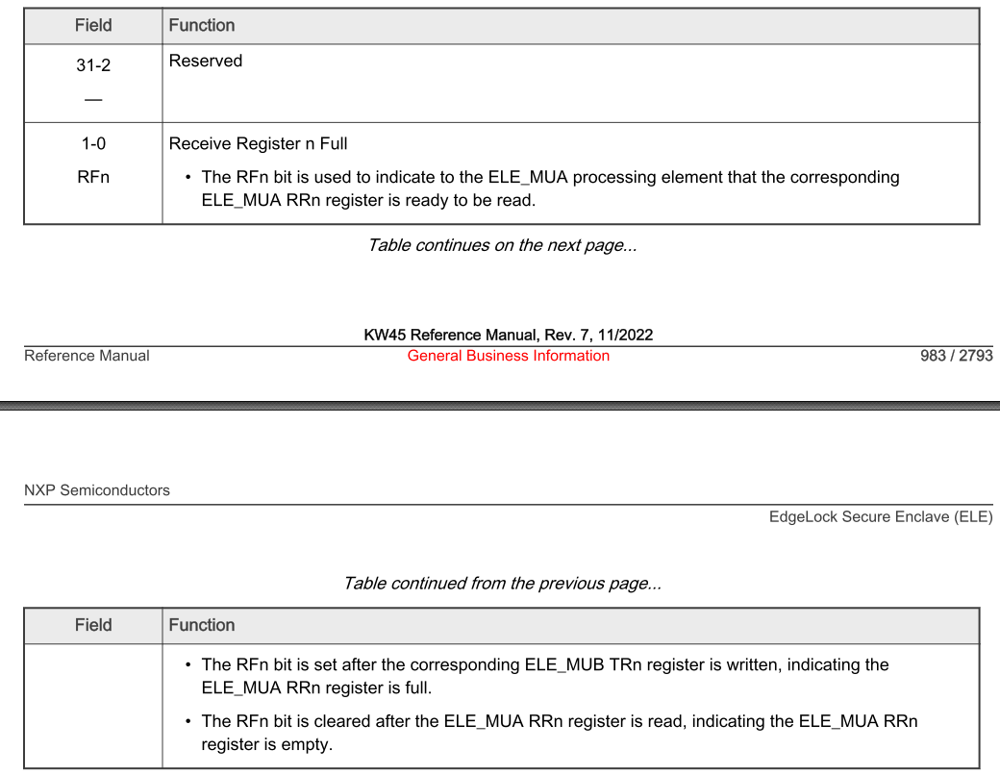 Field Function
31-2 Reserved
—
1-0 Receive Register n Full
RFn • The RFn bit is used to indicate to the ELE_MUA processing element that the corresponding
ELE_MUA RRn register is ready to be read.
Table continues on the next page...
KW45 Reference Manual, Rev. 7, 11/2022
Reference Manual General Business Information 983 / 2793
NXP Semiconductors
EdgeLock Secure Enclave (ELE)
Table continued from the previous page...
Field Function
• The RFn bit is set after the corresponding ELE_MUB TRn register is written, indicating the
ELE_MUA RRn register is full.
• The RFn bit is cleared after the ELE_MUA RRn register is read, indicating the ELE_MUA RRn
register is empty.